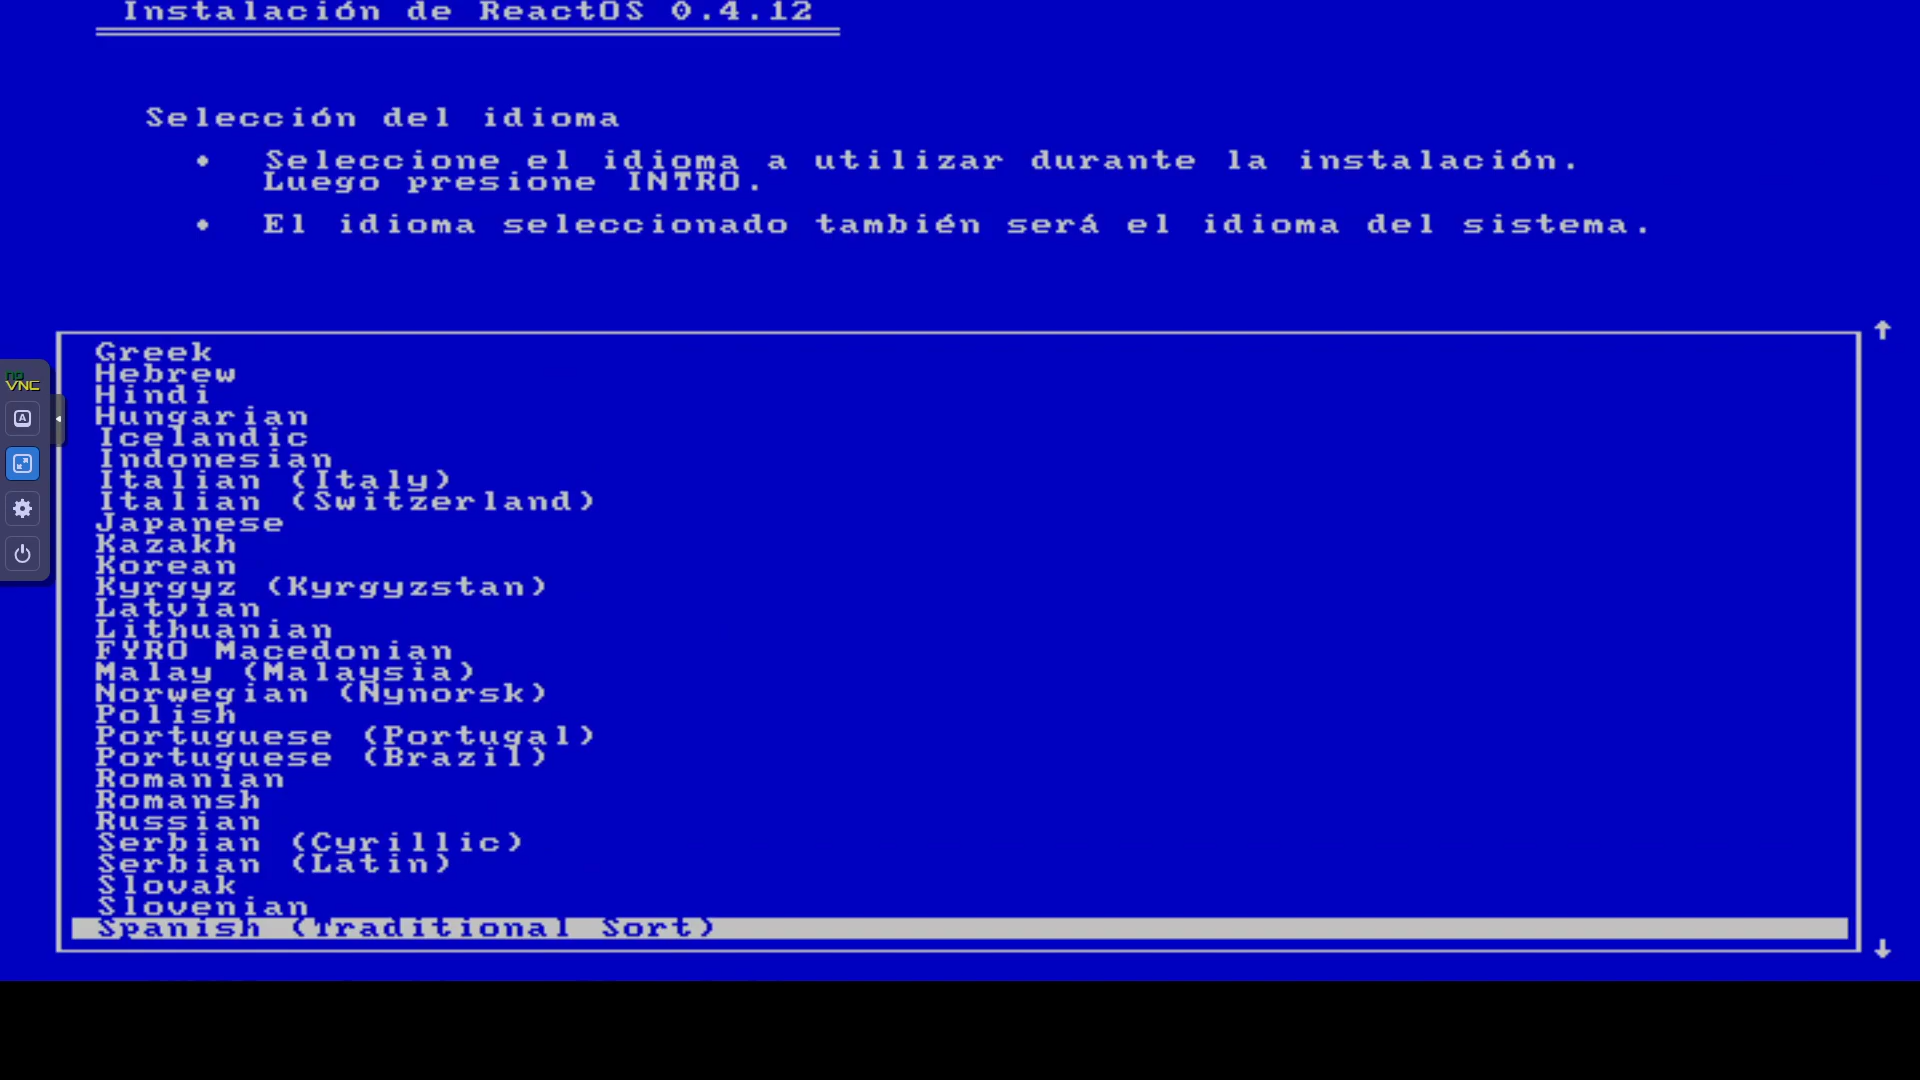 Instalación de ReactOS 0.4.12
Selección del idioma
• Seleccione el idioma a utilizar durante la instalación.
Luego presione INTRO.
• El idioma seleccionado también será el idioma del sistema.
Greek
Hebrew
Hindi
Hungarian
Icelandic
Indonesian
Italian (Italy)
Italian (Switzerland)
Japanese
Kazakh
Korean
Kyrgyz (Kyrgyzstan)
Latvian
Lithuanian
FYRO Macedonian
Malay (Malaysia)
Norwegian (Nynorsk)
Polish
Portuguese (Portugal)
Portuguese (Brazil)
Romanian
Romansh
Russian
Serbian (Cyrillic)
Serbian (Latin)
Slovak
Slovenian
Spanish (Traditional Sort)
no
VNC
A